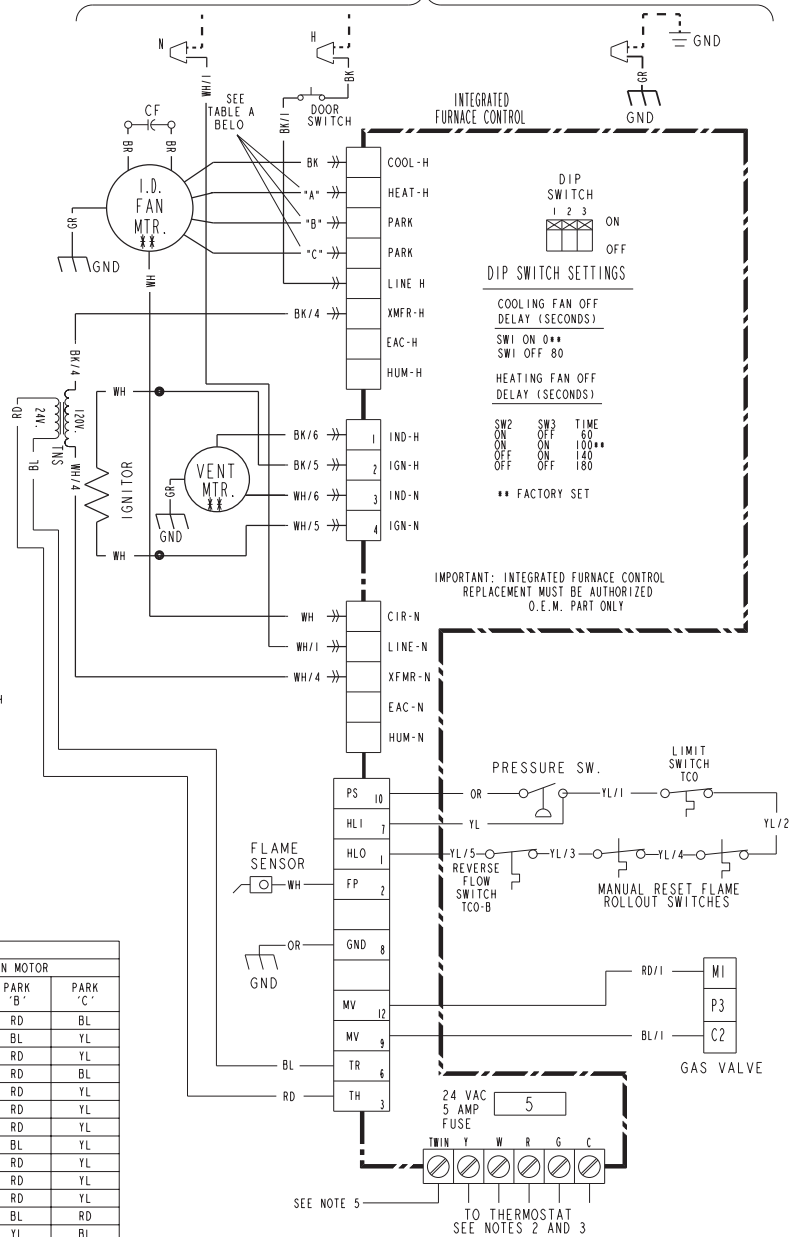 N
H
GND
WH/1
BK
GR
GND
CF
BR
BR
SEE
TABLE A
BELO
BK/1
DOOR
SWITCH
INTEGRATED
FURNACE CONTROL
I.D.
FAN
MTR.
GR
GND
WH
BK
COOL-H
"A"
HEAT-H
"B"
PARK
"C"
PARK
LINE H
BK/4
XMFR-H
EAC-H
HUM-H
DIP
SWITCH
1 2 3
ON
OFF
DIP SWITCH SETTINGS
COOLING FAN OFF
DELAY (SECONDS)
SW1 ON 0**
SW1 OFF 80
HEATING FAN OFF
DELAY (SECONDS)
SW2 SW3 TIME
ON OFF 60
ON ON 100**
OFF ON 140
OFF OFF 180
** FACTORY SET
BK/4
RD
24V.
120V.
TNS
BL
WH/4
WH
IGNITOR
WH
VENT
MTR.
GR
GND
BK/6
1
IND-H
BK/5
2
IGN-H
WH/6
3
IND-N
WH/5
4
IGN-N
IMPORTANT: INTEGRATED FURNACE CONTROL
REPLACEMENT MUST BE AUTHORIZED
O.E.M. PART ONLY
WH
CIR-N
WH/1
LINE-N
WH/4
XFMR-N
EAC-N
HUM-N
H
PS 10
OR
PRESSURE SW.
YL/1
LIMIT
SWITCH
TCO
YL/2
HLI 7
YL
HLO 1
YL/5
REVERSE
FLOW
SWITCH
TCO-B
YL/3
YL/4
MANUAL RESET FLAME
ROLLOUT SWITCHES
FLAME
SENSOR
WH
FP 2
OR
GND 8
GND
MV 12
RD/1
M1
P3
MV 9
BL/1
C2
GAS VALVE
BL
TR 6
RD
TH 3
24 VAC
5 AMP
FUSE
5
TWIN Y W R G C
SEE NOTE 5
TO THERMOSTAT
SEE NOTES 2 AND 3
N MOTOR
PARK 'B' PARK 'C'
RD BL
BL YL
RD YL
RD BL
RD YL
RD YL
RD YL
BL YL
RD YL
RD YL
RD YL
BL RD
YL BL